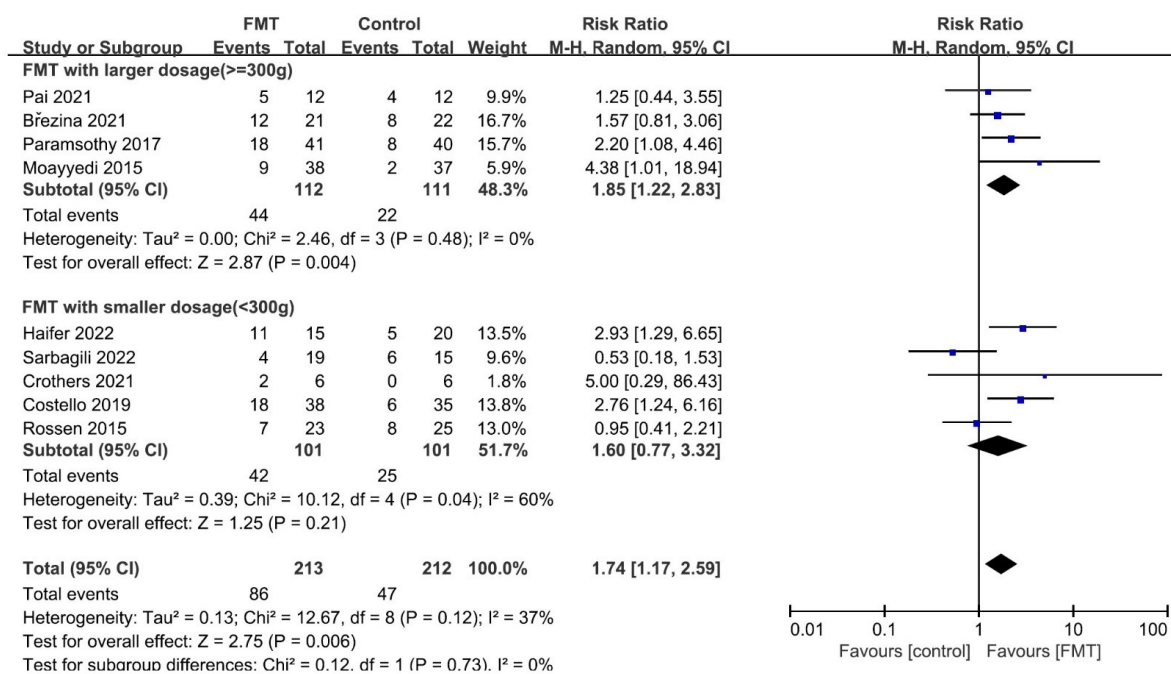 FMT Control Risk Ratio Risk Ratio
Study or Subgroup Events Total Events Total Weight M-H, Random, 95% CI M-H, Random, 95% CI
FMT with larger dosage(>=300g)
Pai 2021 5 12 4 12 9.9% 1.25 [0.44, 3.55]
Březina 2021 12 21 8 22 16.7% 1.57 [0.81, 3.06]
Paramsothy 2017 18 41 8 40 15.7% 2.20 [1.08, 4.46]
Moayyedi 2015 9 38 2 37 5.9% 4.38 [1.01, 18.94]
Subtotal (95% CI) 112 111 48.3% 1.85 [1.22, 2.83]
Total events 44 22
Heterogeneity: Tau² = 0.00; Chi² = 2.46, df = 3 (P = 0.48); I² = 0%
Test for overall effect: Z = 2.87 (P = 0.004)
FMT with smaller dosage(<300g)
Haifer 2022 11 15 5 20 13.5% 2.93 [1.29, 6.65]
Sarbagili 2022 4 19 6 15 9.6% 0.53 [0.18, 1.53]
Crothers 2021 2 6 0 6 1.8% 5.00 [0.29, 86.43]
Costello 2019 18 38 6 35 13.8% 2.76 [1.24, 6.16]
Rossen 2015 7 23 8 25 13.0% 0.95 [0.41, 2.21]
Subtotal (95% CI) 101 101 51.7% 1.60 [0.77, 3.32]
Total events 42 25
Heterogeneity: Tau² = 0.39; Chi² = 10.12, df = 4 (P = 0.04); I² = 60%
Test for overall effect: Z = 1.25 (P = 0.21)
Total (95% CI) 213 212 100.0% 1.74 [1.17, 2.59]
Total events 86 47
Heterogeneity: Tau² = 0.13; Chi² = 12.67, df = 8 (P = 0.12); I² = 37%
Test for overall effect: Z = 2.75 (P = 0.006)
Test for subgroup differences: Chi² = 0.12, df = 1 (P = 0.73), I² = 0%
0.01 0.1 1 10 100
Favours [control] Favours [FMT]